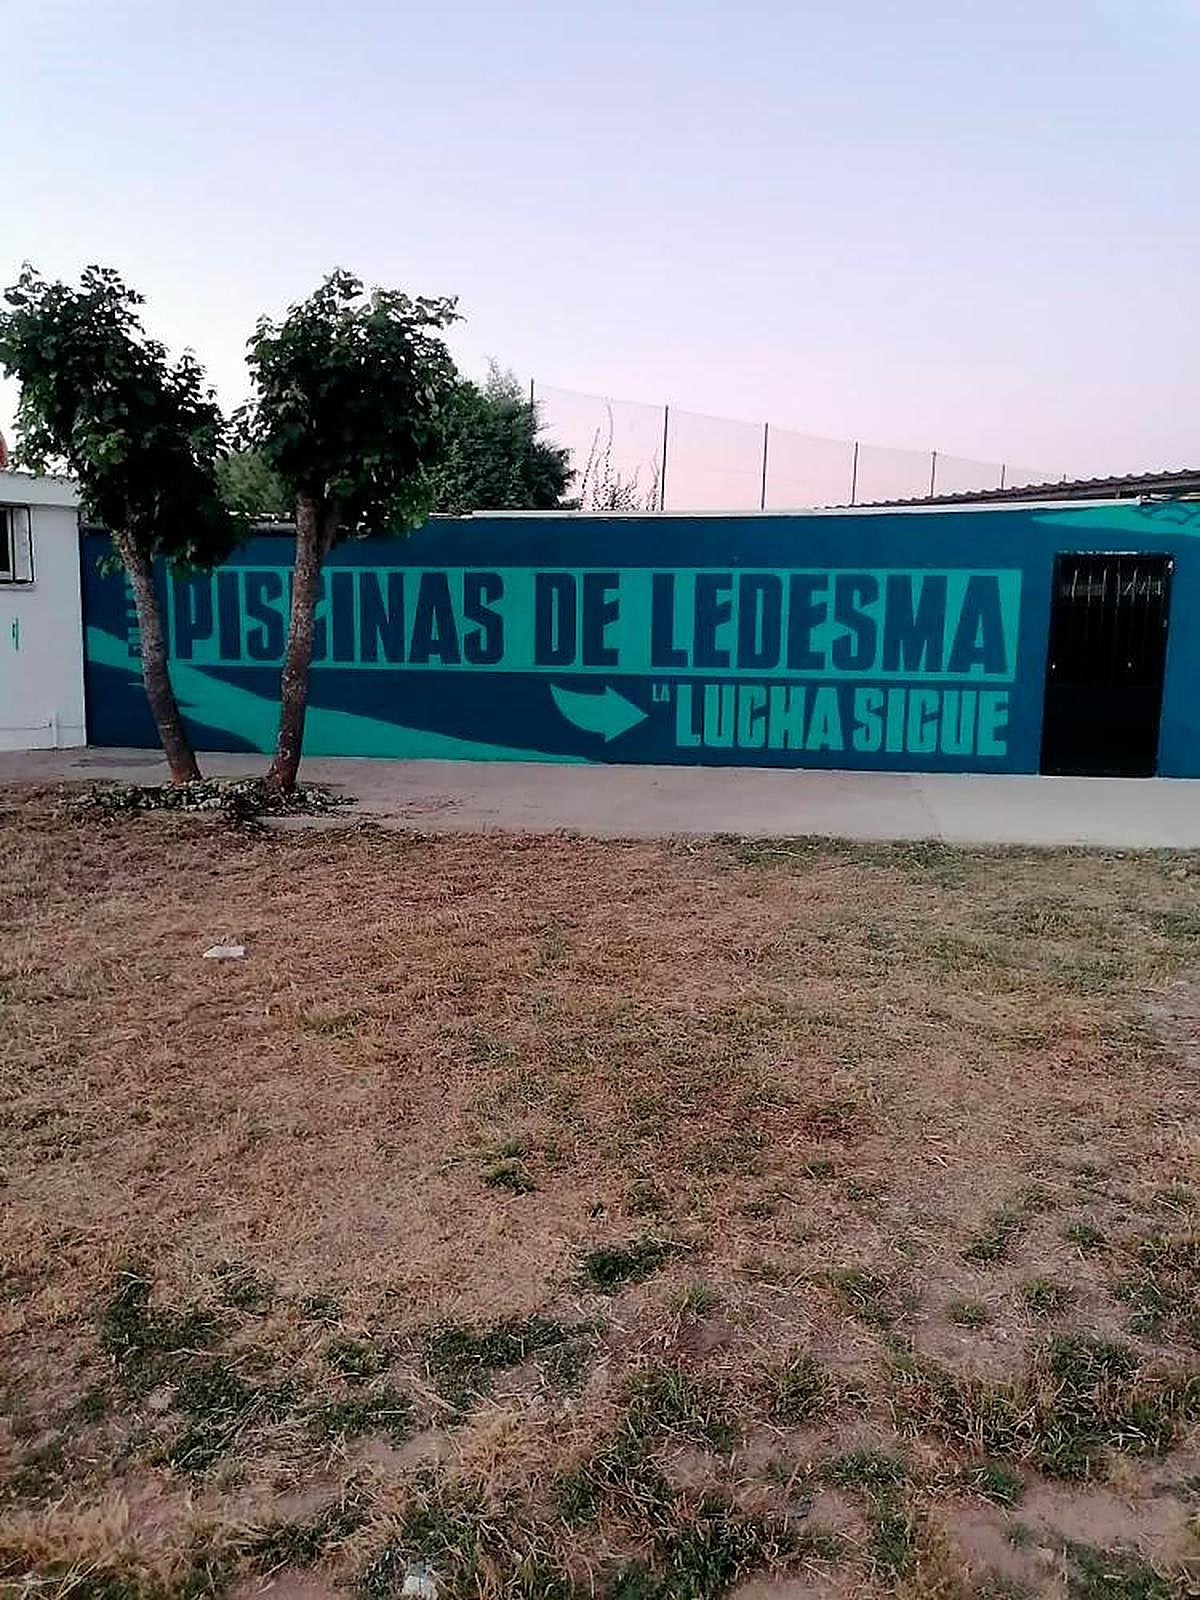 PISCINAS DE LEDESMA
LA
LUCHA SIGUE